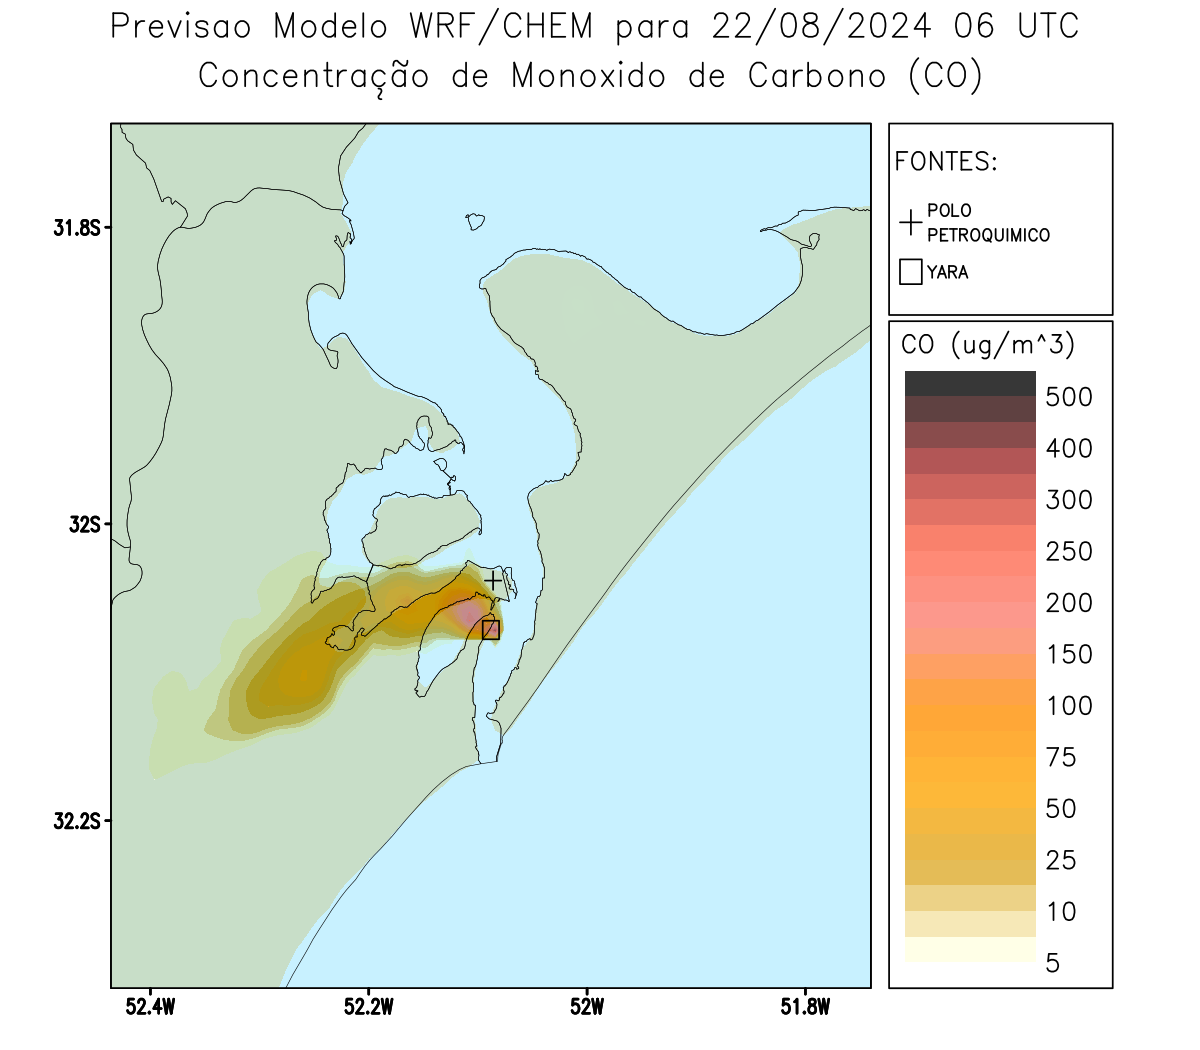 Previsao Modelo WRF/CHEM para 22/08/2024 06 UTC
Concentração de Monoxido de Carbono (CO)
FONTES:
POLO
PETROQUIMICO
YARA
CO (ug/m^3)
500
400
300
250
200
150
100
75
50
25
10
5
31.8S
32S
32.2S
52.4W
52.2W
52W
51.8W